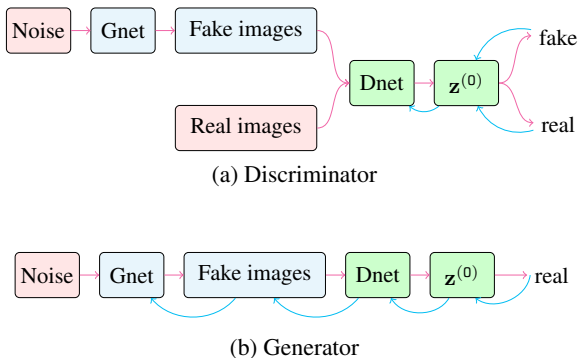 Noise Gnet Fake images
fake
Dnet z^(0)
Real images
real
(a) Discriminator
Noise Gnet Fake images Dnet z^(0) real
(b) Generator